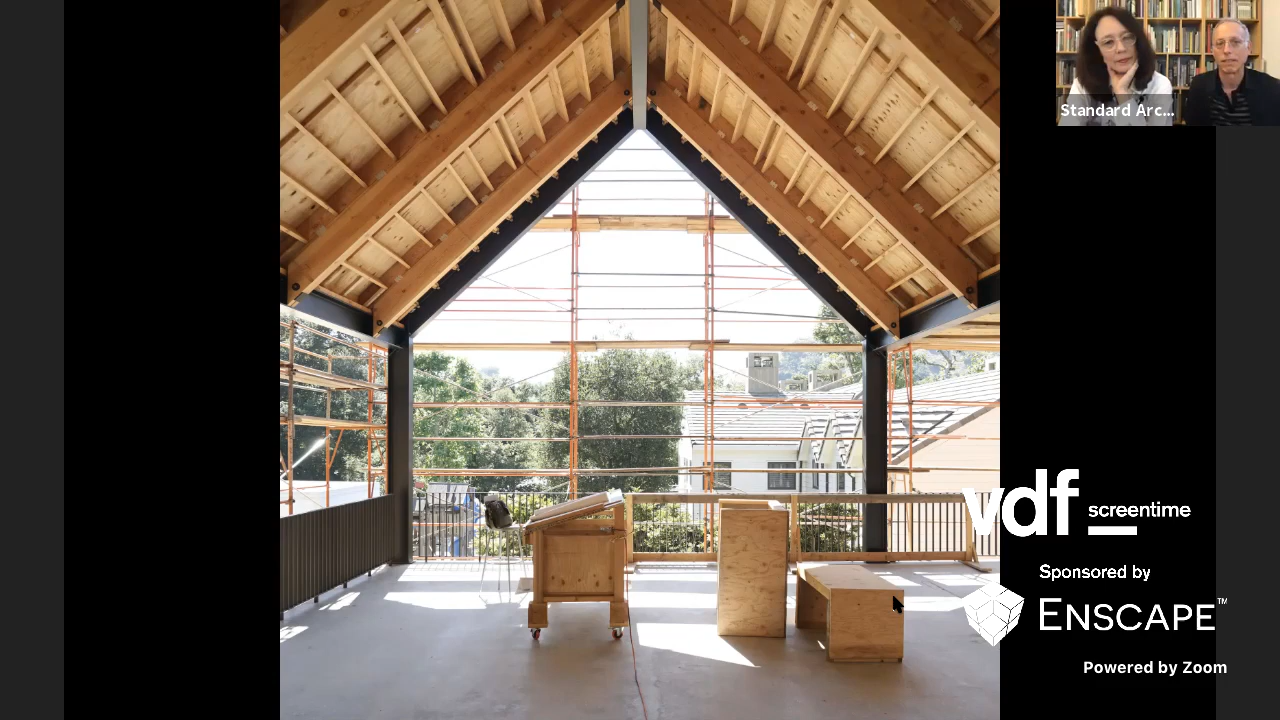 Standard Arc...
vdf screentime
Sponsored by
ENSCAPE™
Powered by Zoom